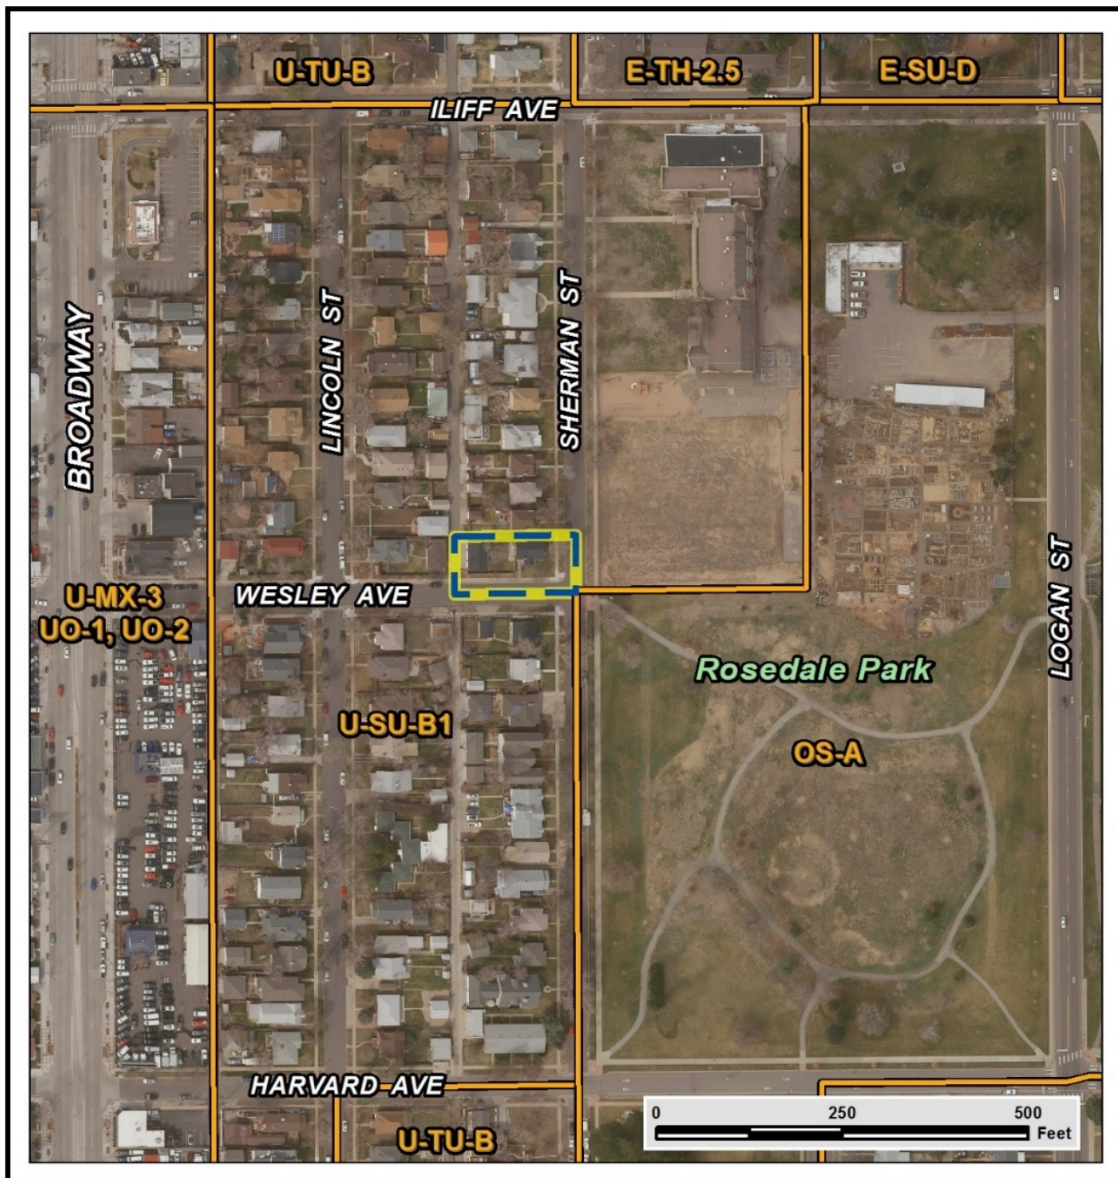 U-TU-B
E-TH-2.5
E-SU-D
ILIFF AVE
BROADWAY
LINCOLN ST
SHERMAN ST
LOGAN ST
WESLEY AVE
U-MX-3
UO-1, UO-2
Rosedale Park
U-SU-B1
OS-A
HARVARD AVE
U-TU-B
0 250 500
Feet